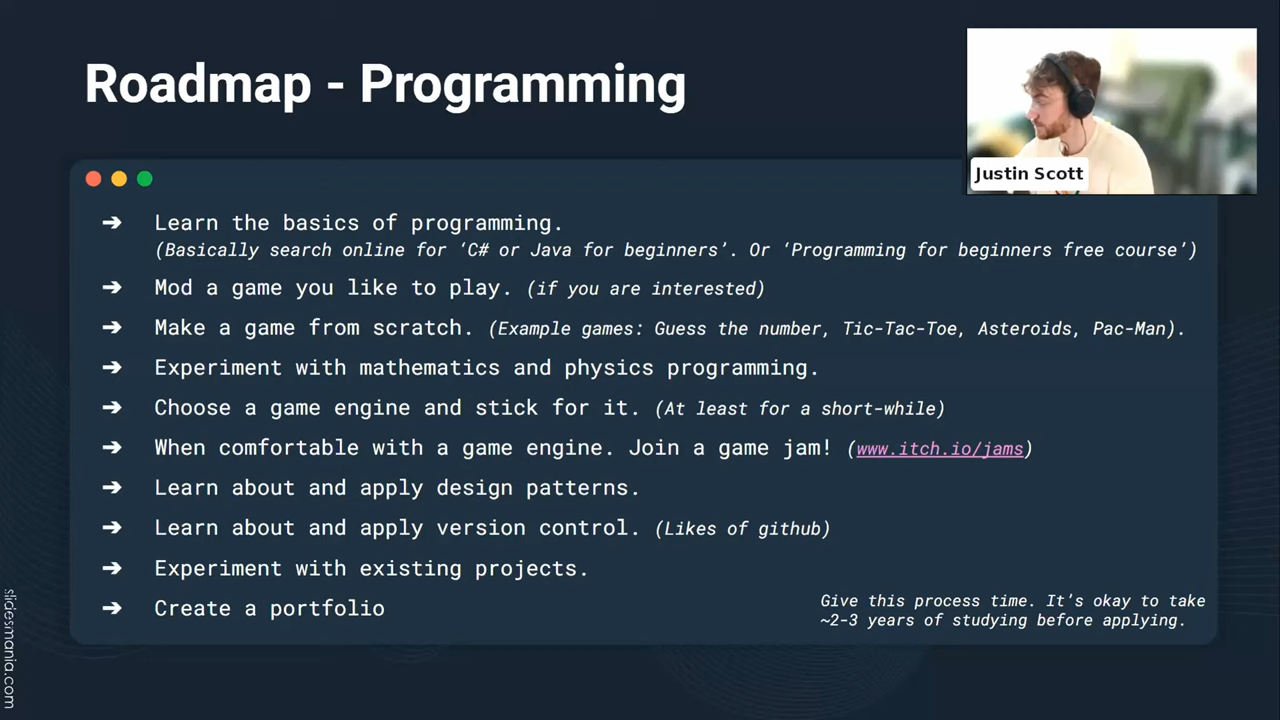 Roadmap - Programming
Justin Scott
➔ Learn the basics of programming.
(Basically search online for ‘C# or Java for beginners’. Or ‘Programming for beginners free course’)
➔ Mod a game you like to play. (if you are interested)
➔ Make a game from scratch. (Example games: Guess the number, Tic-Tac-Toe, Asteroids, Pac-Man).
➔ Experiment with mathematics and physics programming.
➔ Choose a game engine and stick for it. (At least for a short-while)
➔ When comfortable with a game engine. Join a game jam! (www.itch.io/jams)
➔ Learn about and apply design patterns.
➔ Learn about and apply version control. (Likes of github)
➔ Experiment with existing projects.
➔ Create a portfolio
Give this process time. It’s okay to take
~2-3 years of studying before applying.
slidesmania.com